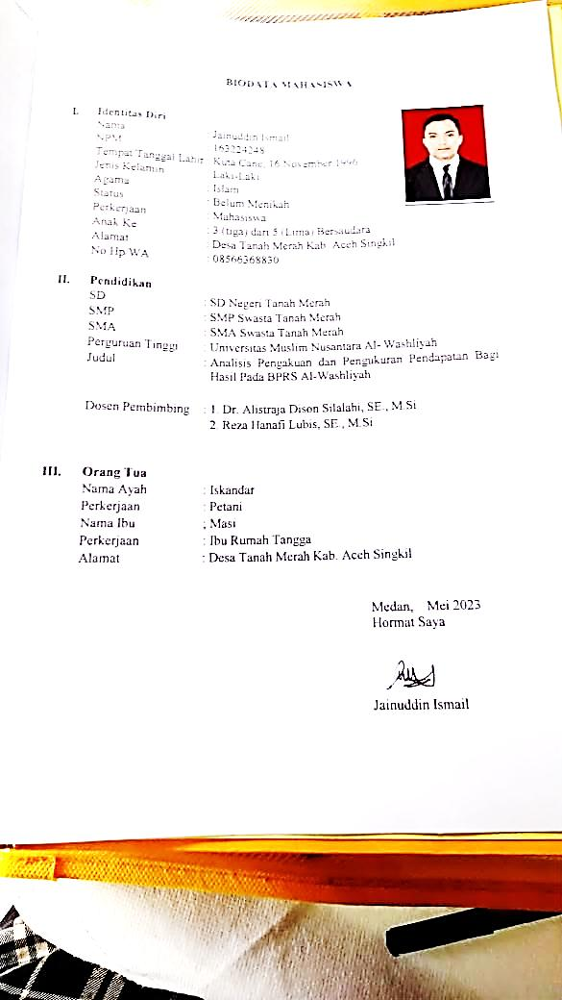 BIODATA MAHASISWA
I. Identitas Diri
Nama : Jainuddin Ismail
NPM : 163224248
Tempat Tanggal Lahir : Kuta Cane, 16 November 1996
Jenis Kelamin : Laki-Laki
Agama : Islam
Status : Belum Menikah
Perkerjaan : Mahasiswa
Anak Ke : 3 (tiga) dari 5 (Lima) Bersaudara
Alamat : Desa Tanah Merah Kab. Aceh Singkil
No Hp WA : 08566368830
II. Pendidikan
SD : SD Negeri Tanah Merah
SMP : SMP Swasta Tanah Merah
SMA : SMA Swasta Tanah Merah
Perguruan Tinggi : Universitas Muslim Nusantara Al- Washliyah
Judul : Analisis Pengakuan dan Pengukuran Pendapatan Bagi
Hasil Pada BPRS Al-Washliyah
Dosen Pembimbing : 1. Dr. Alistraja Dison Silalahi, SE., M.Si
2. Reza Hanafi Lubis, SE., M.Si
III. Orang Tua
Nama Ayah : Iskandar
Perkerjaan : Petani
Nama Ibu : Masi
Perkerjaan : Ibu Rumah Tangga
Alamat : Desa Tanah Merah Kab. Aceh Singkil
Medan, Mei 2023
Hormat Saya
Jainuddin Ismail